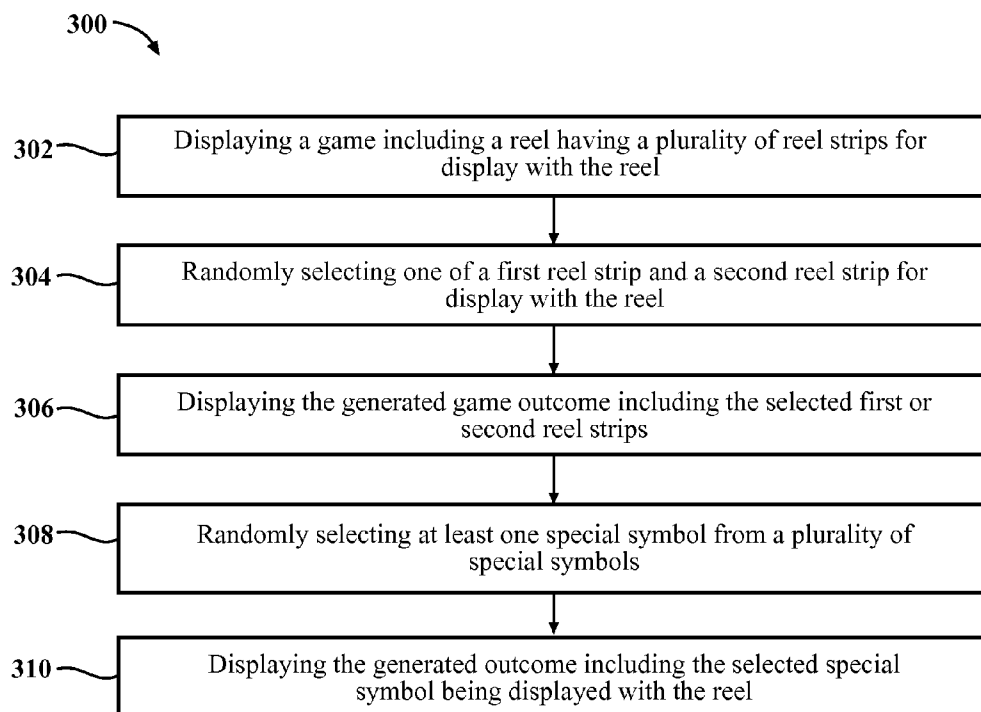 300
302
Displaying a game including a reel having a plurality of reel strips for
display with the reel
304
Randomly selecting one of a first reel strip and a second reel strip for
display with the reel
306
Displaying the generated game outcome including the selected first or
second reel strips
308
Randomly selecting at least one special symbol from a plurality of
special symbols
310
Displaying the generated outcome including the selected special
symbol being displayed with the reel